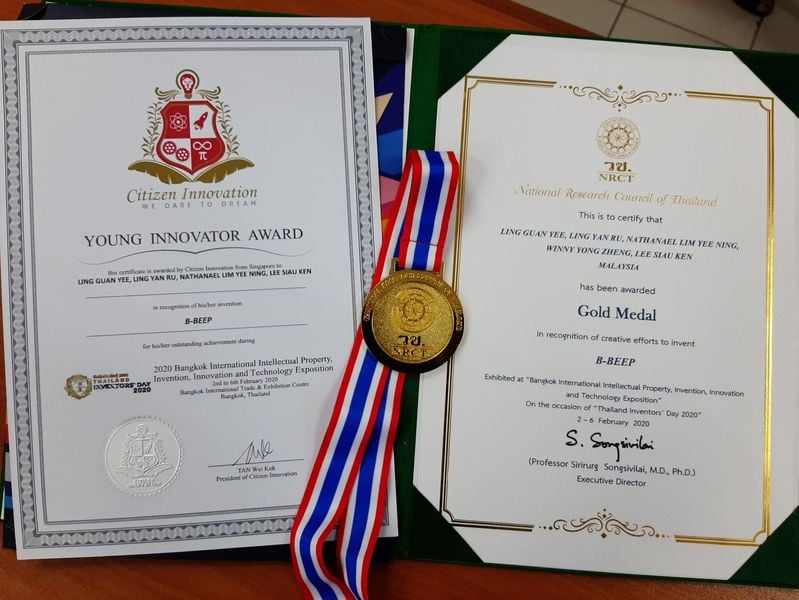 Citizen Innovation
WE DARE TO DREAM
YOUNG INNOVATOR AWARD
this certificate is awarded by Citizen Innovation from Singapore to:
LING GUAN YEE, LING YAN RU, NATHANAEL LIM YEE NING, LEE SIAU KEN
in recognition of his/her invention
B-BEEP
for his/her outstanding achievement during
THAILAND
INVENTORS' DAY
2020
2020 Bangkok International Intellectual Property,
Invention, Innovation and Technology Exposition
2nd to 6th February 2020
Bangkok International Trade & Exhibition Centre
Bangkok, Thailand
TAN Wei Kok
President of Citizen Innovation
วช.
NRCT
วช.
NRCT
National Research Council of Thailand
This is to certify that
LING GUAN YEE, LING YAN RU, NATHANAEL LIM YEE NING,
WINNY YONG ZHENG, LEE SIAU KEN
MALAYSIA
has been awarded
Gold Medal
In recognition of creative efforts to invent
B-BEEP
Exhibited at "Bangkok International Intellectual Property, Invention, Innovation
and Technology Exposition"
On the occasion of "Thailand Inventors' Day 2020"
2 - 6 February 2020
S. Songsivilai
(Professor Sirirurg Songsivilai, M.D., Ph.D.)
Executive Director